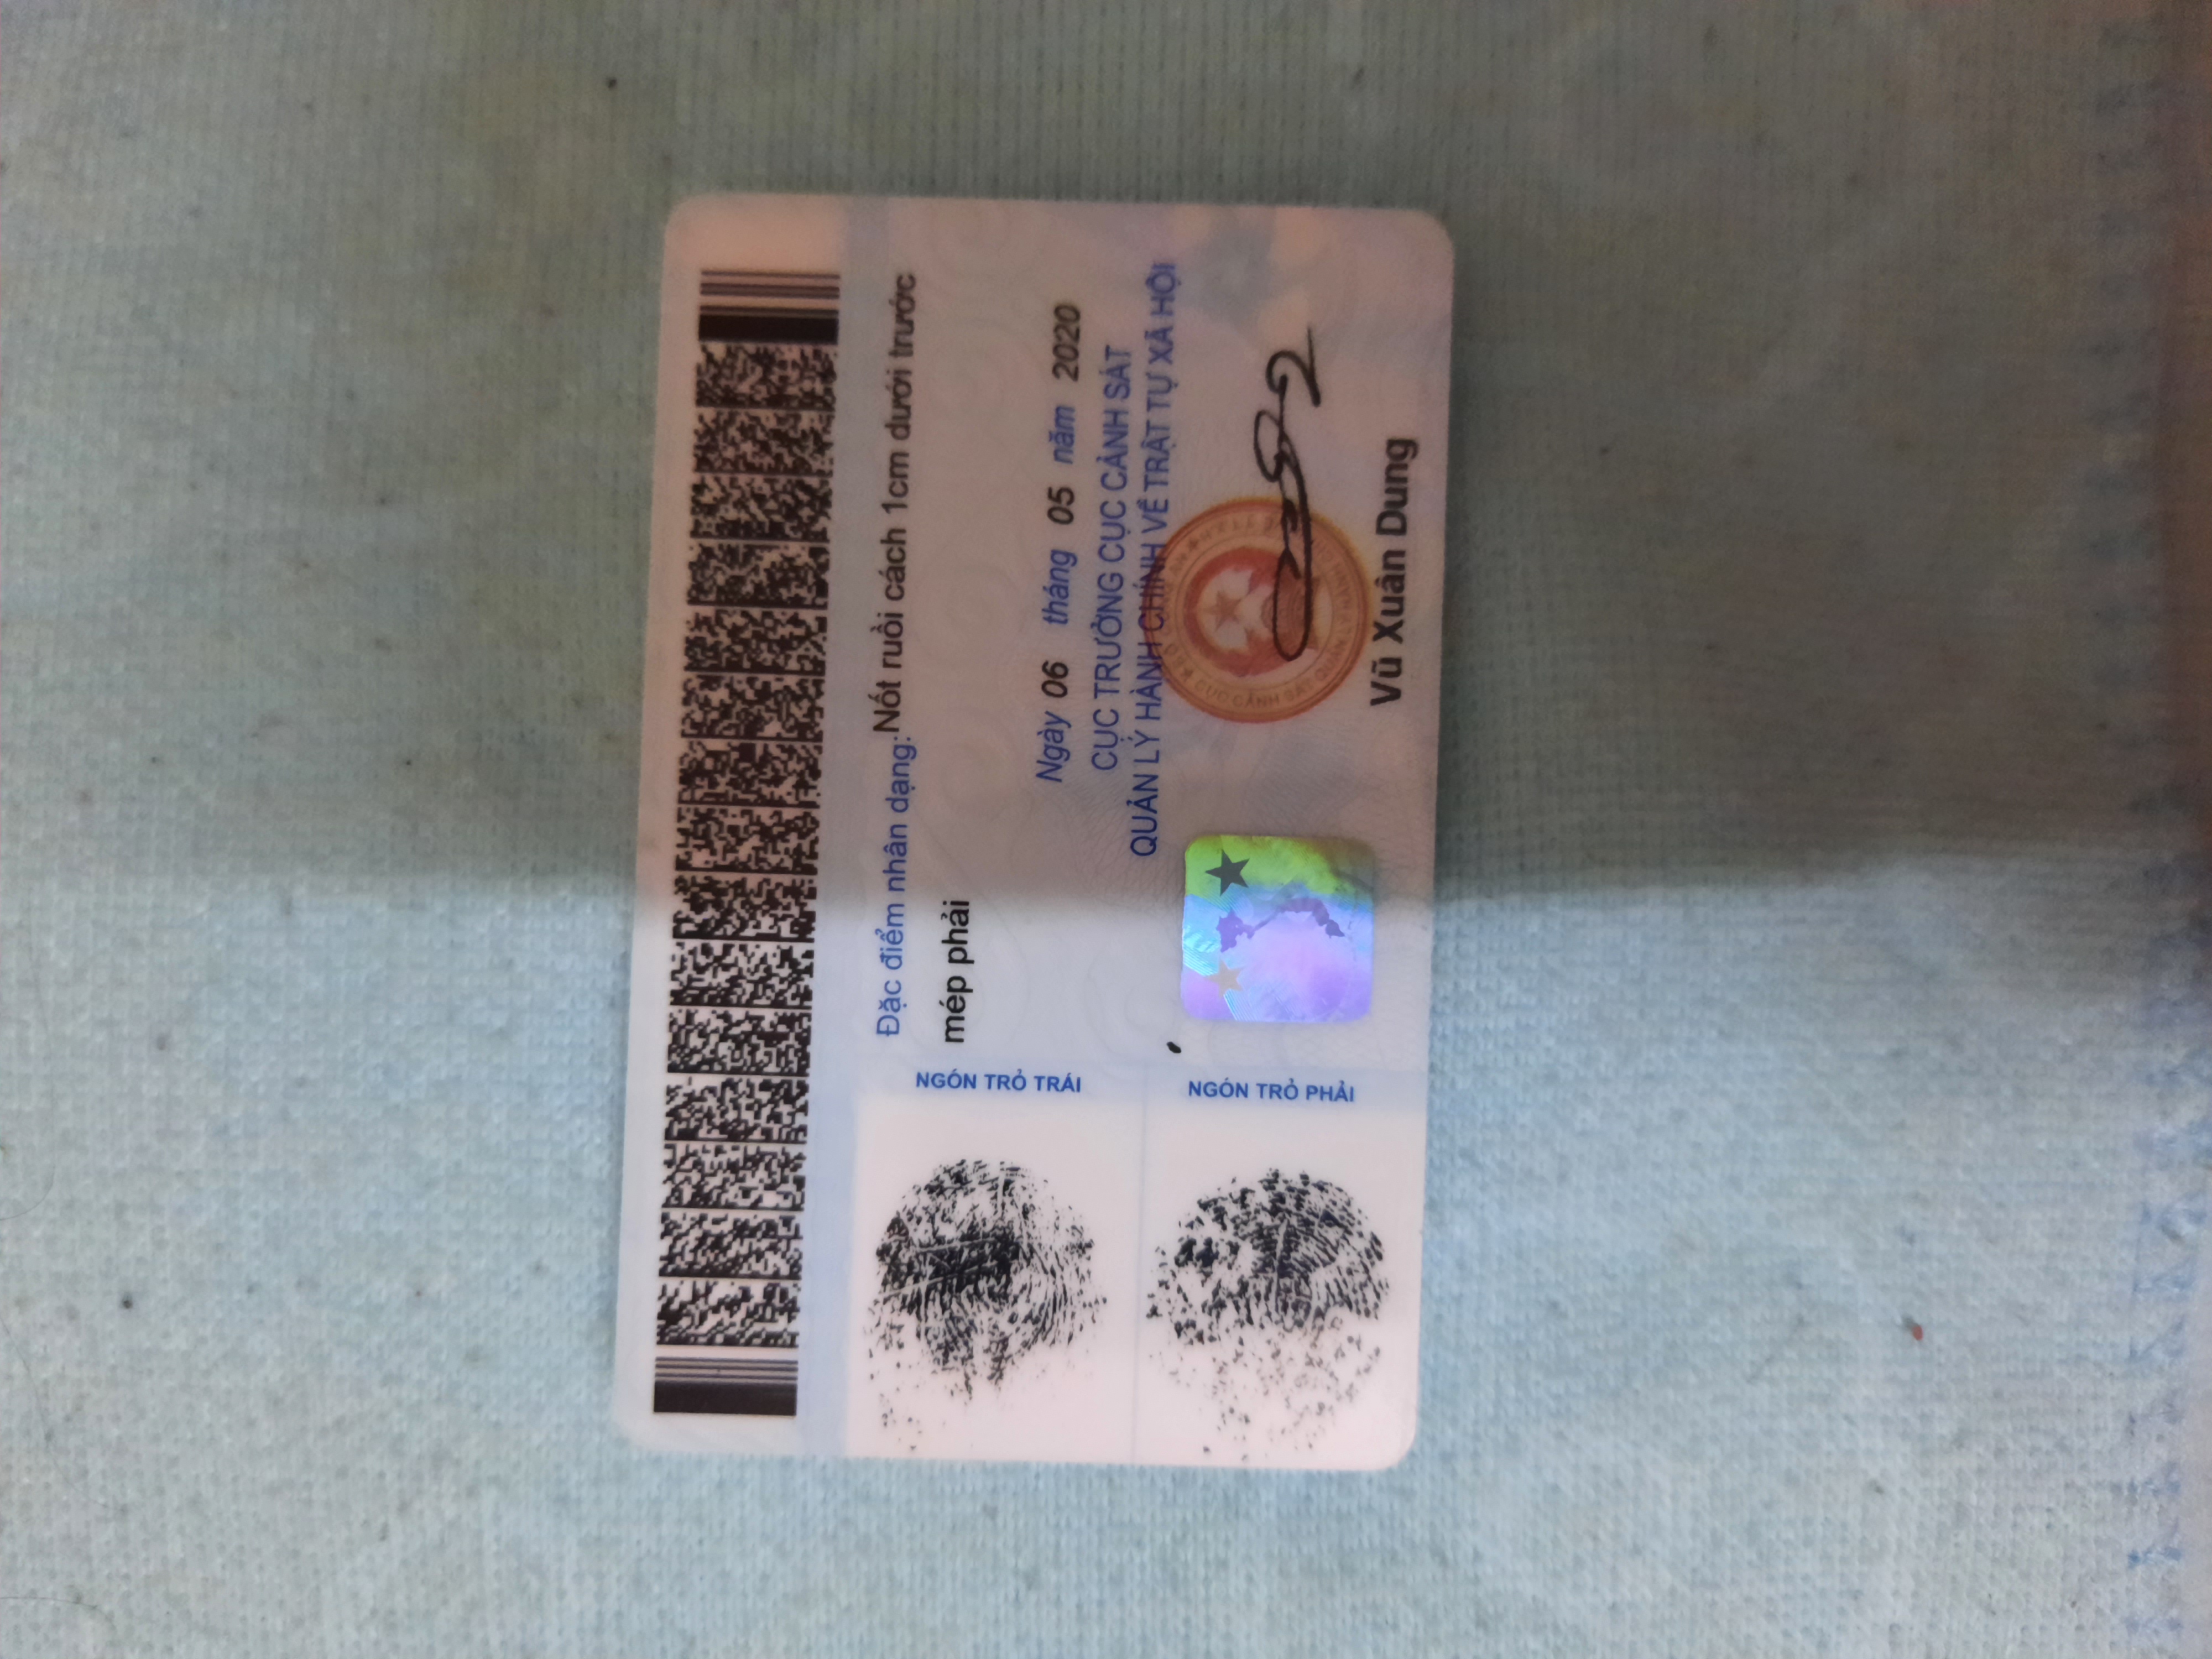 Đặc điểm nhân dạng: Nốt ruồi cách 1cm dưới trước
mép phải
NGÓN TRỎ TRÁI
Ngày 06 tháng 05 năm 2020
CỤC TRƯỞNG CỤC CẢNH SÁT
QUẢN LÝ HÀNH CHÍNH VỀ TRẬT TỰ XÃ HỘI
NGÓN TRỎ PHẢI
Vũ Xuân Dung